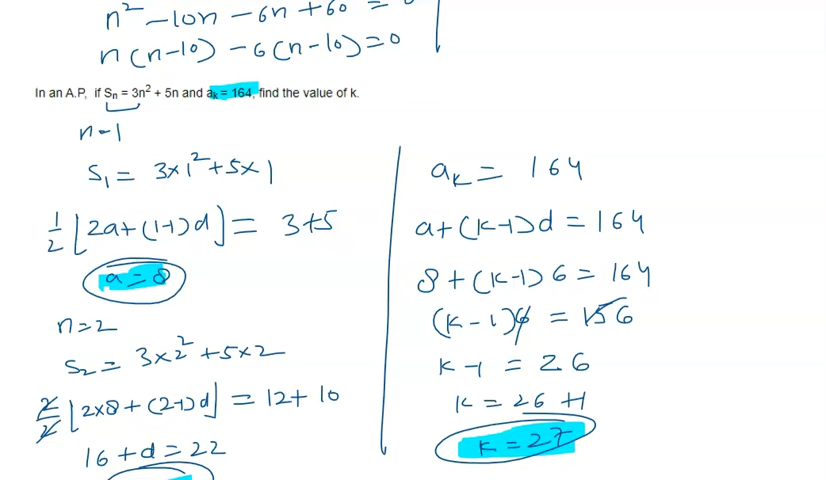 n² - 10n - 6n + 60 = 0
n(n-10) - 6(n-10) = 0
In an A.P, if Sn = 3n² + 5n and ak = 164, find the value of k.
n = 1
S₁ = 3×1² + 5×1
1/2 [2a + (1-1)d] = 3+5
a = 8
n = 2
S₂ = 3×2² + 5×2
2/2 [2×8 + (2-1)d] = 12 + 10
16 + d = 22
aK = 164
a + (K-1)d = 164
8 + (K-1)6 = 164
(K-1)6 = 156
K-1 = 26
K = 26 + 1
K = 27